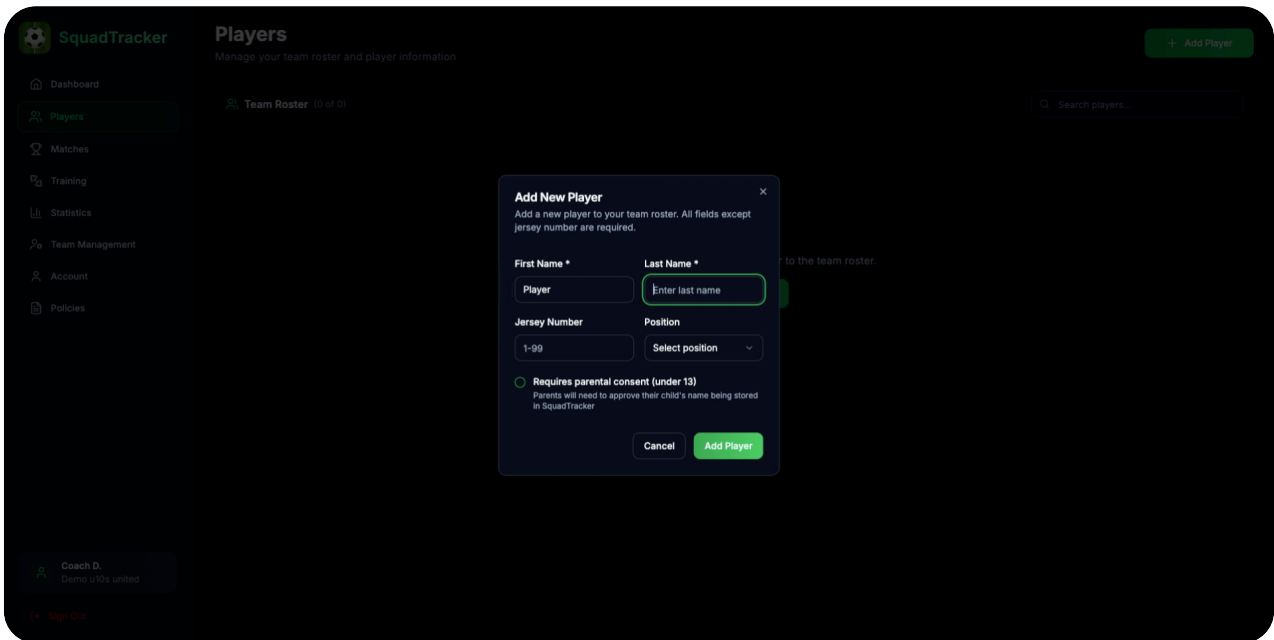 SquadTracker
Dashboard
Players
Matches
Training
Statistics
Team Management
Account
Policies
Coach D.
Demo u10s united
Sign Out
Players
Manage your team roster and player information
Add Player
Team Roster (0 of 0)
Search players...
to the team roster.
Add New Player
Add a new player to your team roster. All fields except
jersey number are required.
First Name *
Last Name *
Player
Enter last name
Jersey Number
Position
1-99
Select position
Requires parental consent (under 13)
Parents will need to approve their child's name being stored
in SquadTracker
Cancel
Add Player